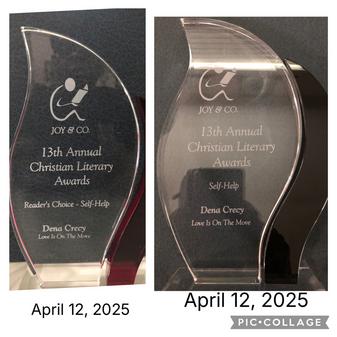 JOY & CO.
13th Annual
Christian Literary
Awards
Reader's Choice - Self-Help
Dena Crecy
Love Is On The Move
April 12, 2025
JOY & CO.
13th Annual
Christian Literary
Awards
Self-Help
Dena Crecy
Love Is On The Move
April 12, 2025
PIC•COLLAGE